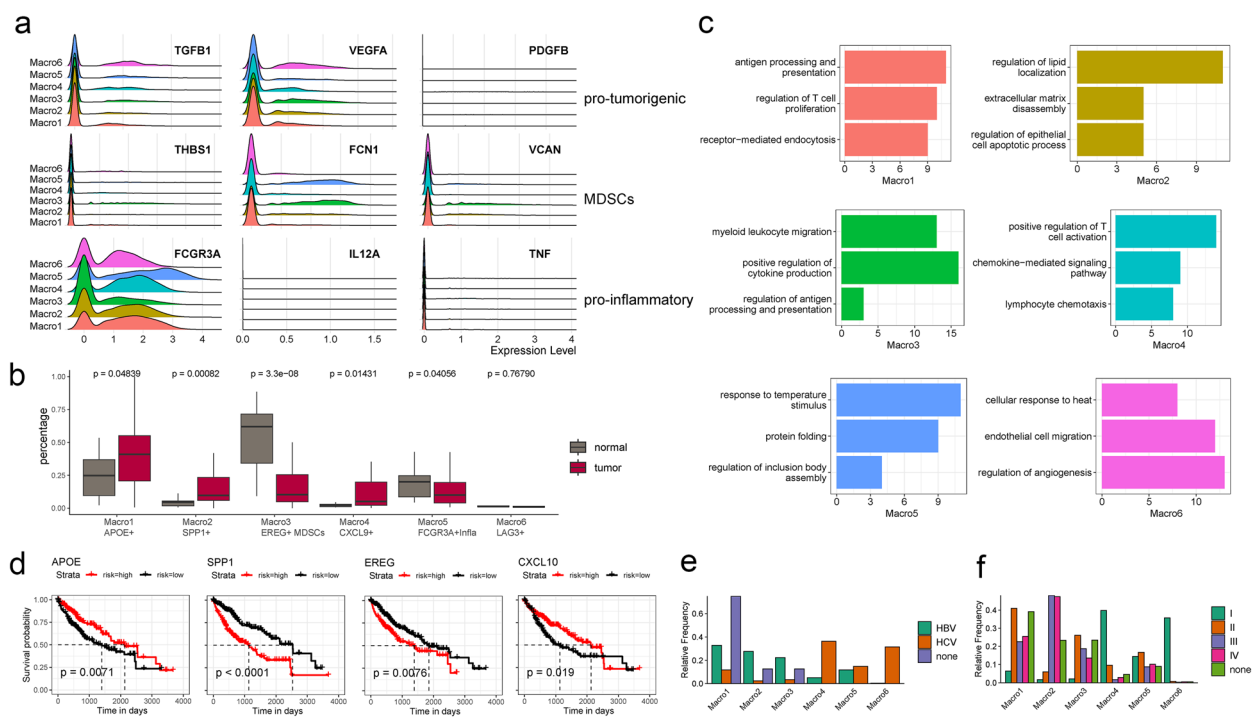 a
TGFB1
VEGFA
PDGFB
Macro6
Macro5
Macro4
Macro3
Macro2
Macro1
pro-tumorigenic
THBS1
FCN1
VCAN
Macro6
Macro5
Macro4
Macro3
Macro2
Macro1
MDSCs
FCGR3A
IL12A
TNF
Macro6
Macro5
Macro4
Macro3
Macro2
Macro1
pro-inflammatory
0 1 2 3 4
0.0 0.5 1.0 1.5
0 1 2 3 4
Expression Level
b
p = 0.04839
p = 0.00082
p = 3.3e−08
p = 0.01431
p = 0.04056
p = 0.76790
percentage
1.00
0.75
0.50
0.25
0.00
normal
tumor
Macro1
APOE+
Macro2
SPP1+
Macro3
EREG+ MDSCs
Macro4
CXCL9+
Macro5
FCGR3A+Infla
Macro6
LAG3+
c
antigen processing and
presentation
regulation of T cell
proliferation
receptor−mediated endocytosis
0 3 6 9
Macro1
regulation of lipid
localization
extracellular matrix
disassembly
regulation of epithelial
cell apoptotic process
0 3 6 9
Macro2
myeloid leukocyte migration
positive regulation of
cytokine production
regulation of antigen
processing and presentation
0 5 10 15
Macro3
positive regulation of T
cell activation
chemokine−mediated signaling
pathway
lymphocyte chemotaxis
0 5 10
Macro4
response to temperature
stimulus
protein folding
regulation of inclusion body
assembly
0 3 6 9
Macro5
cellular response to heat
endothelial cell migration
regulation of angiogenesis
0 5 10
Macro6
d
APOE
Strata risk=high risk=low
Survival probability
1.00
0.75
0.50
0.25
0.00
p = 0.0071
0 1000 2000 3000 4000
Time in days
SPP1
Strata risk=high risk=low
p < 0.0001
0 1000 2000 3000 4000
Time in days
EREG
Strata risk=high risk=low
p = 0.0076
0 1000 2000 3000 4000
Time in days
CXCL10
Strata risk=high risk=low
p = 0.019
0 1000 2000 3000 4000
Time in days
e
Relative Frequency
0.6
0.4
0.2
0.0
Macro1
Macro2
Macro3
Macro4
Macro5
Macro6
HBV
HCV
none
f
Relative Frequency
0.4
0.3
0.2
0.1
0.0
Macro1
Macro2
Macro3
Macro4
Macro5
Macro6
I
II
III
IV
none